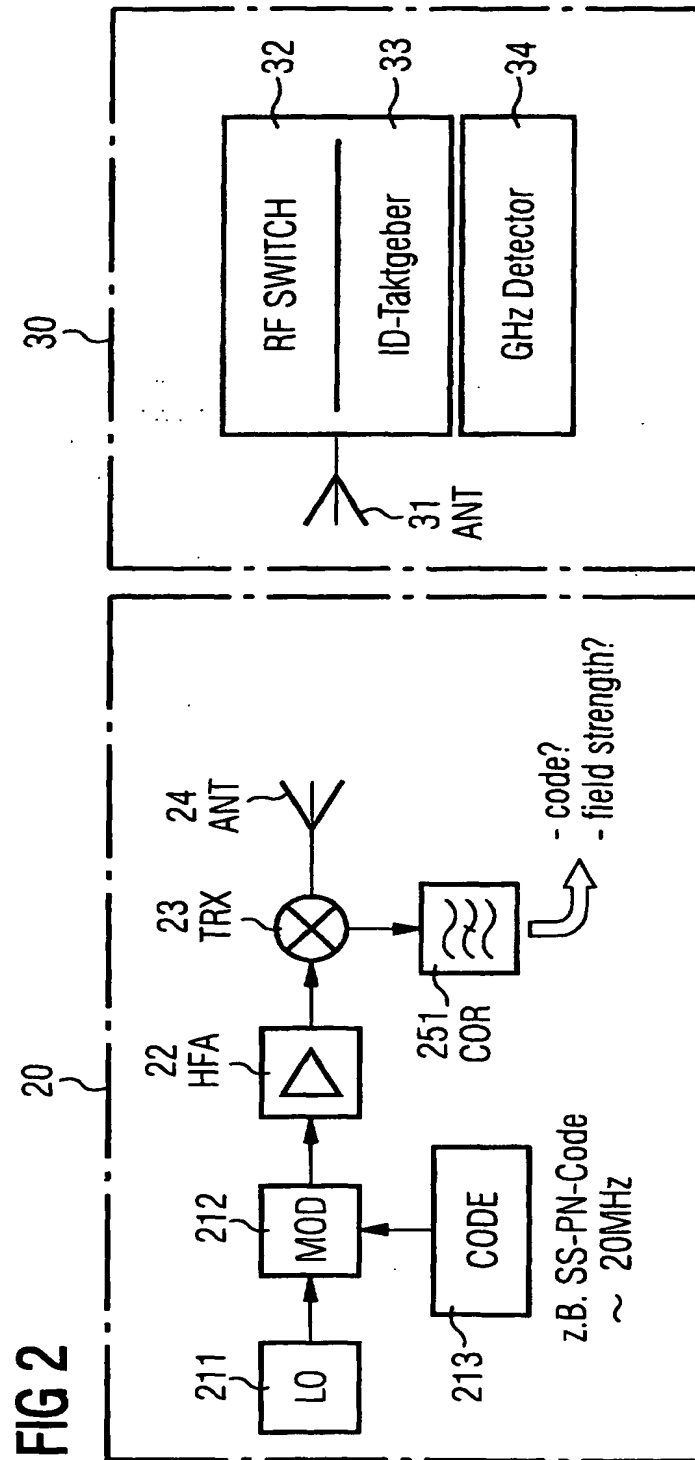 FIG 2
20
211
LO
212
MOD
213
CODE
z.B. SS-PN-Code
~ 20MHz
22
HFA
23
TRX
24
ANT
251
COR
- code?
- field strength?
30
31
ANT
RF SWITCH
32
ID-Taktgeber
33
GHz Detector
34